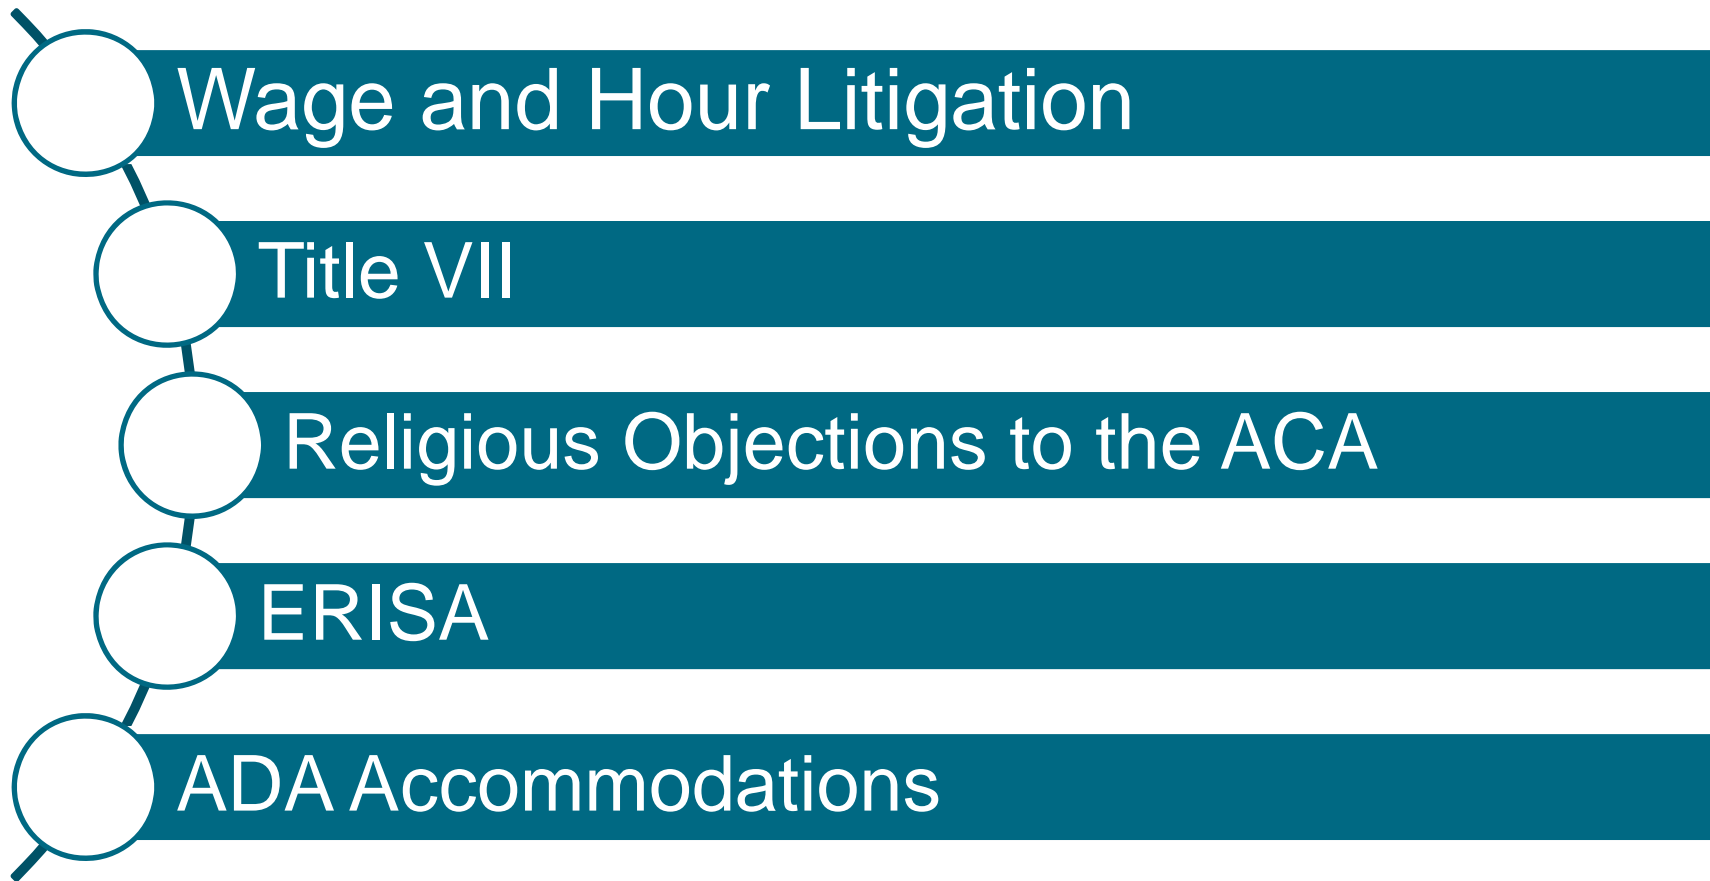 Wage and Hour Litigation
Title VII
Religious Objections to the ACA
ERISA
ADA Accommodations